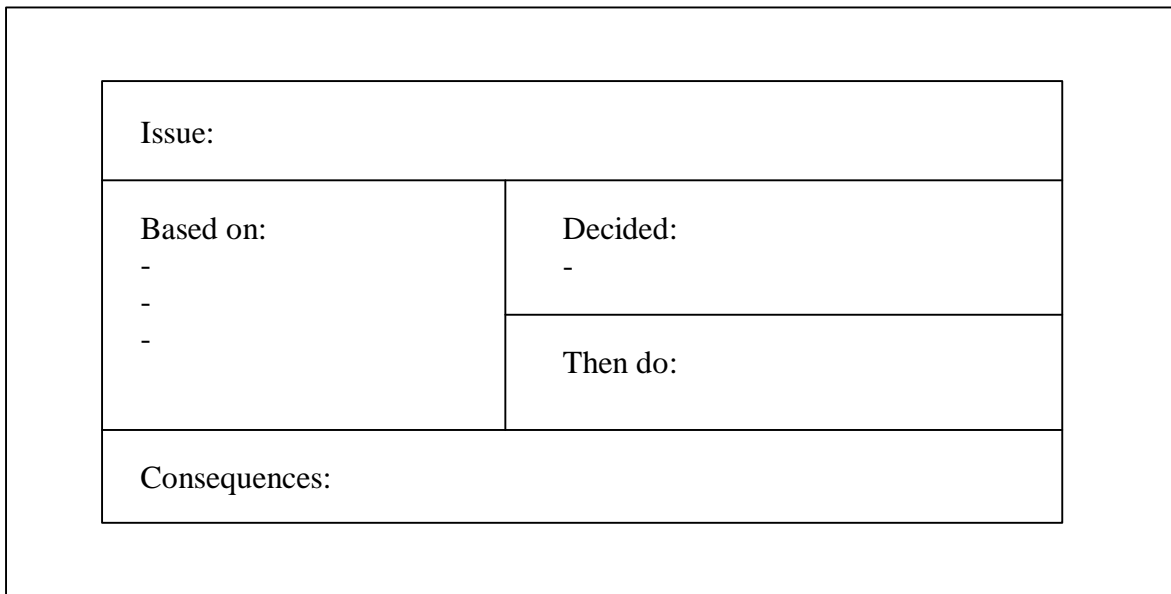 Issue:
Based on:
-
-
-
Decided:
-
Then do:
Consequences: